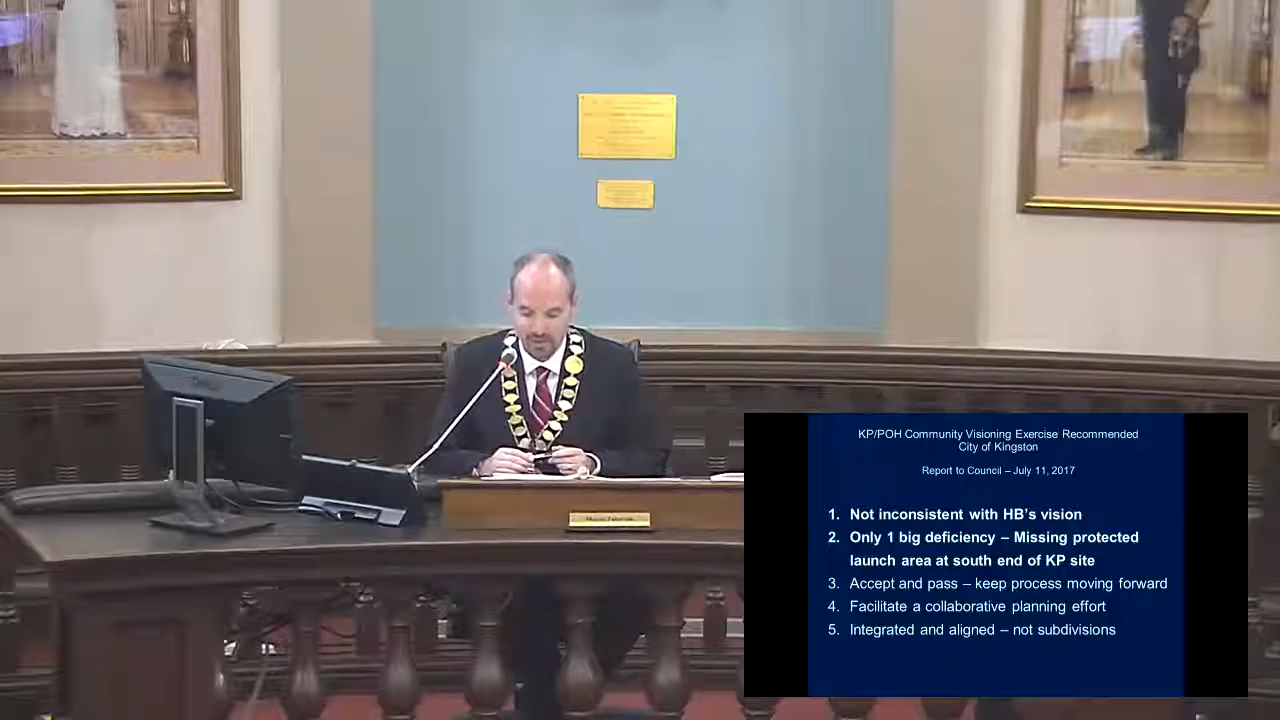 KP/POH Community Visioning Exercise Recommended
City of Kingston
Report to Council – July 11, 2017
1. Not inconsistent with HB's vision
2. Only 1 big deficiency – Missing protected
launch area at south end of KP site
3. Accept and pass – keep process moving forward
4. Facilitate a collaborative planning effort
5. Integrated and aligned – not subdivisions